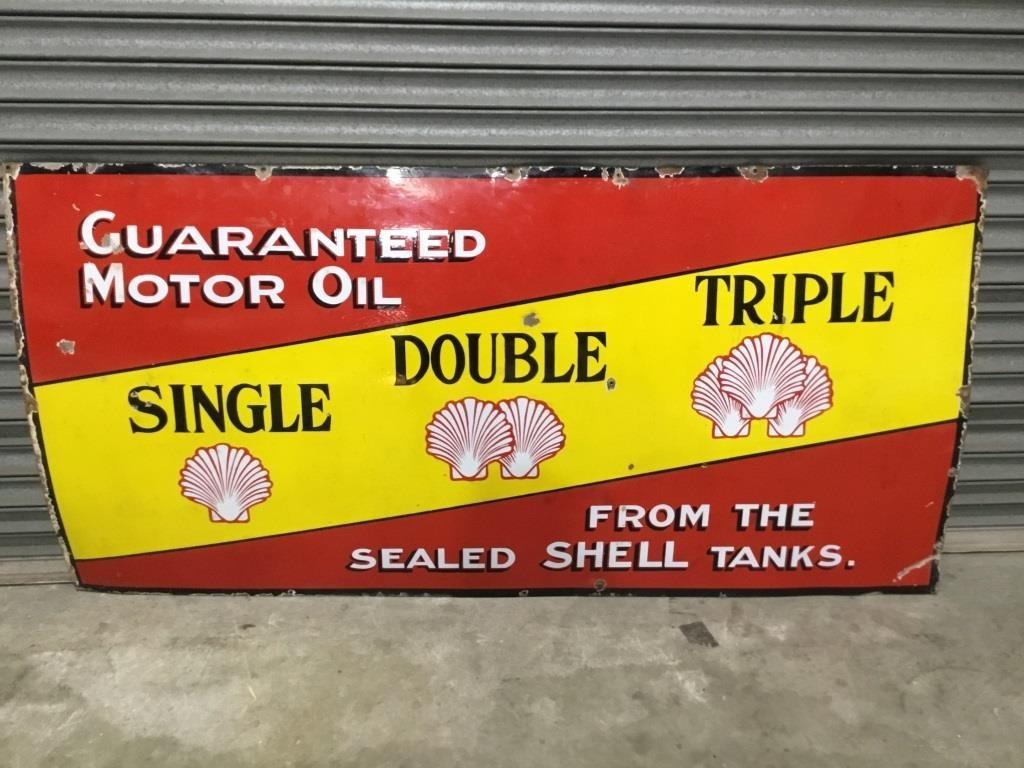 GUARANTEED
MOTOR OIL
SINGLE
DOUBLE
TRIPLE
FROM THE
SEALED SHELL TANKS.